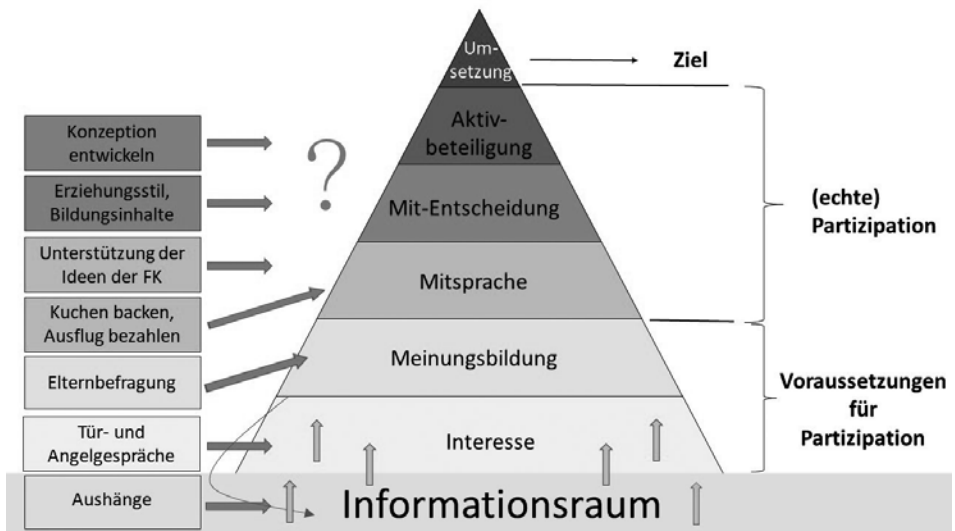 Um-
setzung
Ziel
Konzeption
entwickeln
?
Aktiv-
beteiligung
Erziehungsstil,
Bildungsinhalte
Mit-Entscheidung
(echte)
Partizipation
Unterstützung der
Ideen der FK
Mitsprache
Kuchen backen,
Ausflug bezahlen
Elternbefragung
Meinungsbildung
Voraussetzungen
für
Partizipation
Tür- und
Angelgespräche
Interesse
Aushänge
Informationsraum